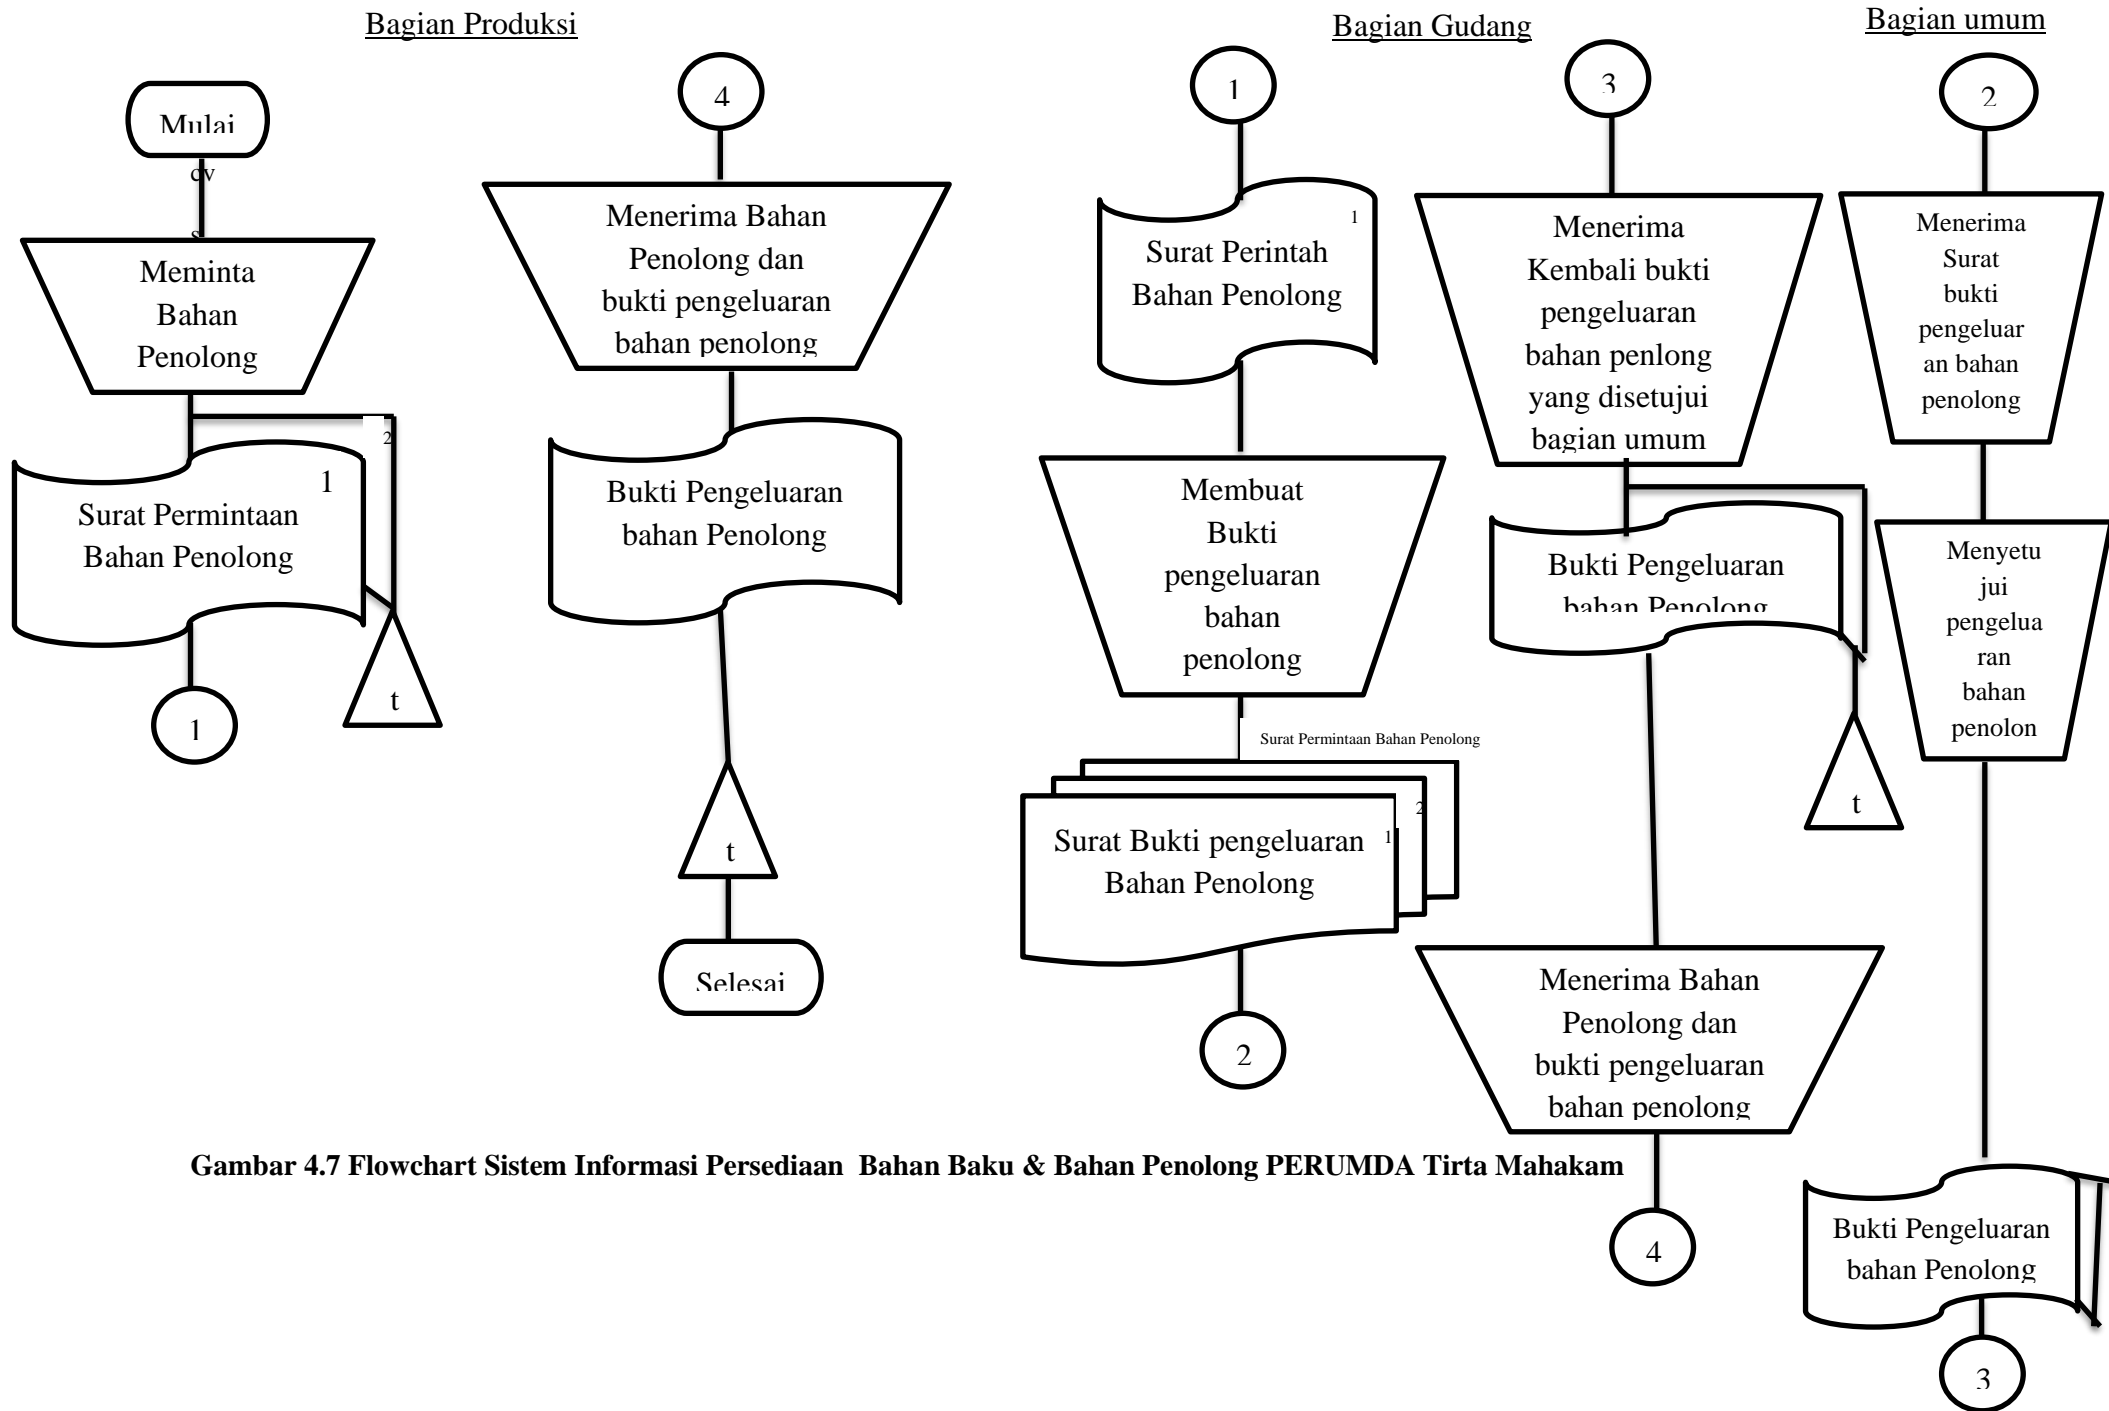 Bagian Produksi
Mulai
cv
s
Meminta
Bahan
Penolong
2
1
Surat Permintaan
Bahan Penolong
t
1
4
Menerima Bahan
Penolong dan
bukti pengeluaran
bahan penolong
Bukti Pengeluaran
bahan Penolong
t
Selesai
Bagian Gudang
1
1
Surat Perintah
Bahan Penolong
Membuat
Bukti
pengeluaran
bahan
penolong
Surat Permintaan Bahan Penolong
2
1
Surat Bukti pengeluaran
Bahan Penolong
2
3
Menerima
Kembali bukti
pengeluaran
bahan penlong
yang disetujui
bagian umum
Bukti Pengeluaran
bahan Penolong
t
Menerima Bahan
Penolong dan
bukti pengeluaran
bahan penolong
4
Bagian umum
2
Menerima
Surat
bukti
pengeluar
an bahan
penolong
Menyetu
jui
pengelua
ran
bahan
penolon
Bukti Pengeluaran
bahan Penolong
3
Gambar 4.7 Flowchart Sistem Informasi Persediaan  Bahan Baku & Bahan Penolong PERUMDA Tirta Mahakam